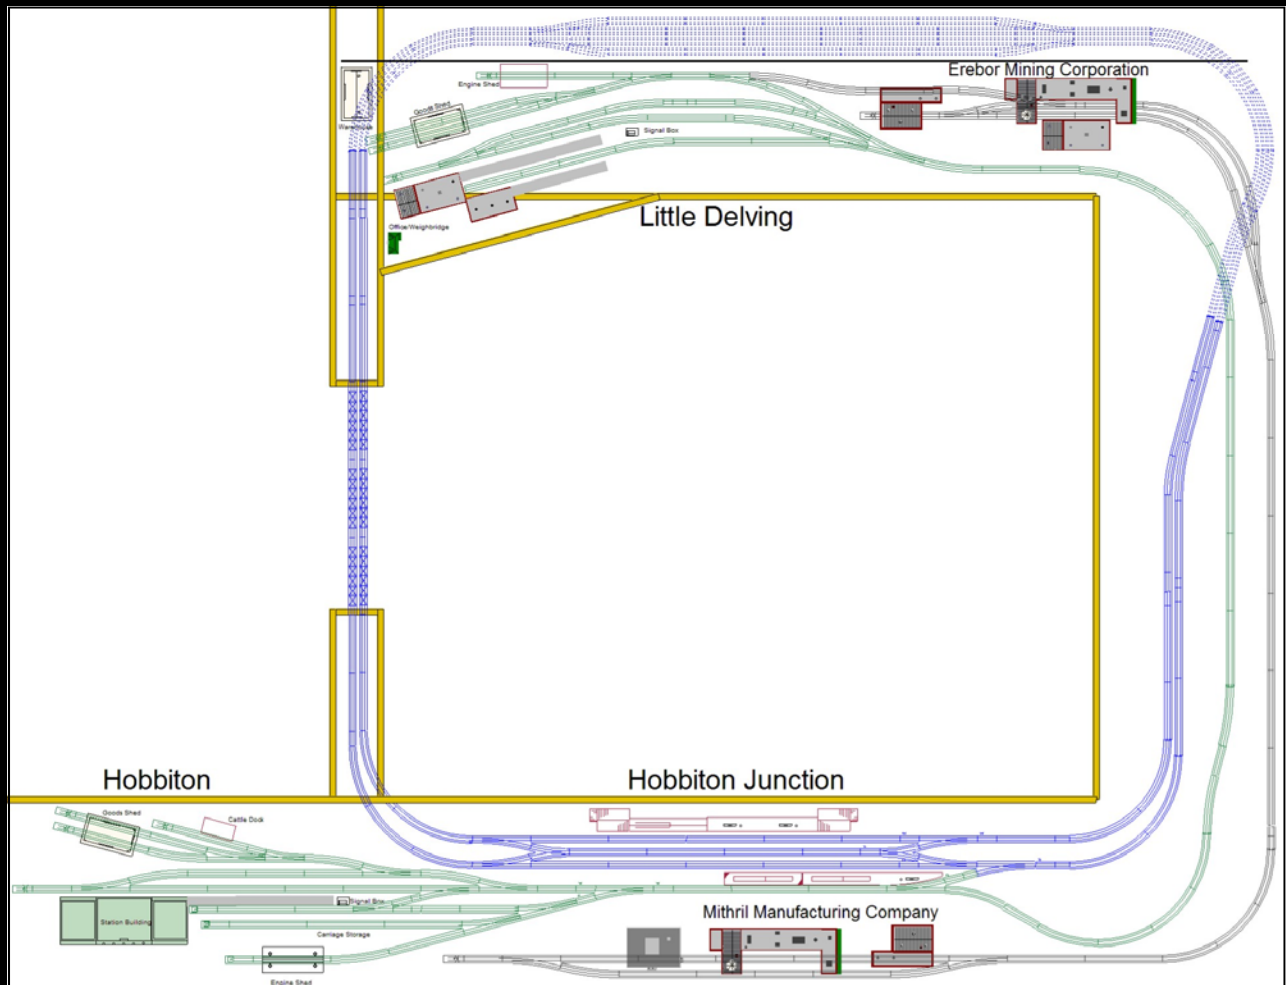 Erebor Mining Corporation
Engine Shed
Goods Shed
Warehouse
Signal Box
Little Delving
Office/Weighbridge
Hobbiton
Hobbiton Junction
Goods Shed
Cattle Dock
Signal Box
Station Building
Mithril Manufacturing Company
Carriage Storage
Engine Shed